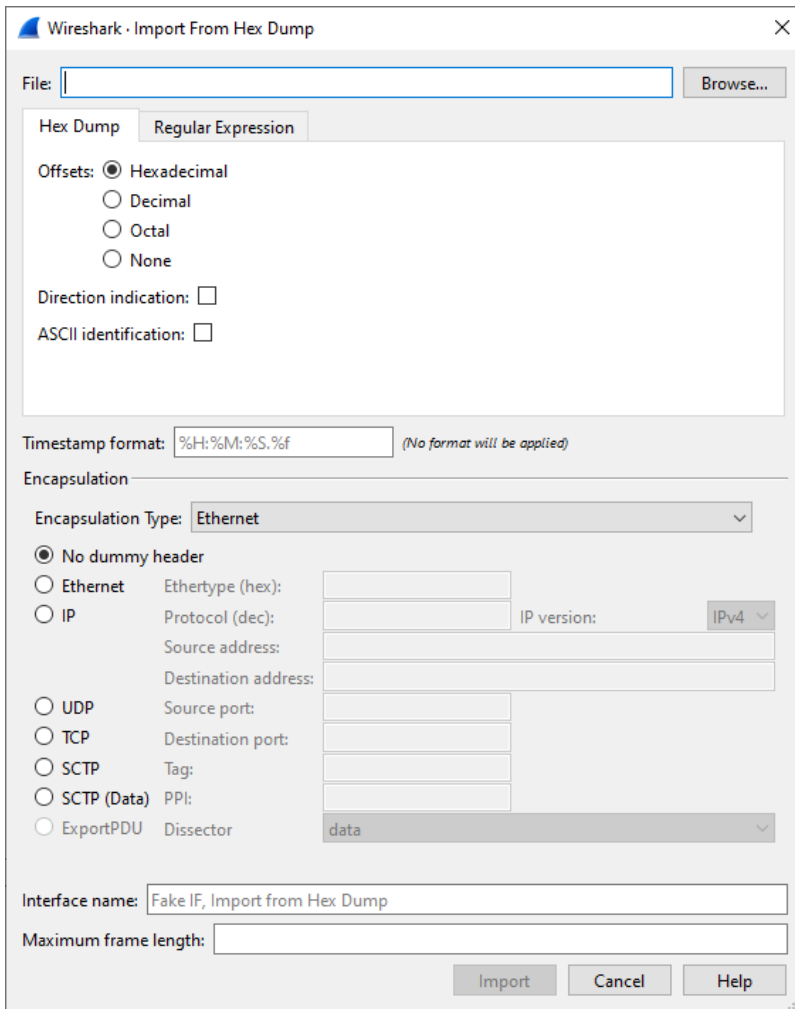 Wireshark · Import From Hex Dump
File: Browse...
Hex Dump Regular Expression
Offsets: Hexadecimal
Decimal
Octal
None
Direction indication:
ASCII identification:
Timestamp format: %H:%M:%S.%f (No format will be applied)
Encapsulation
Encapsulation Type: Ethernet
No dummy header
Ethernet Ethertype (hex):
IP Protocol (dec): IP version: IPv4
Source address:
Destination address:
UDP Source port:
TCP Destination port:
SCTP Tag:
SCTP (Data) PPI:
ExportPDU Dissector data
Interface name: Fake IF, Import from Hex Dump
Maximum frame length:
Import Cancel Help